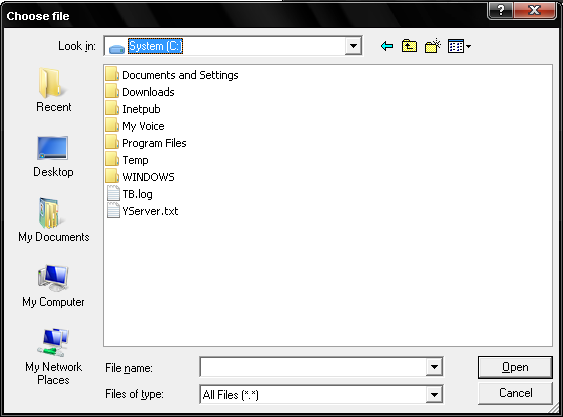 Choose file
?
Look in:
System (C:)
Documents and Settings
Downloads
Inetpub
My Voice
Program Files
Temp
WINDOWS
TB.log
YServer.txt
Recent
Desktop
My Documents
My Computer
My Network
Places
File name:
Open
Files of type:
All Files (*.*)
Cancel